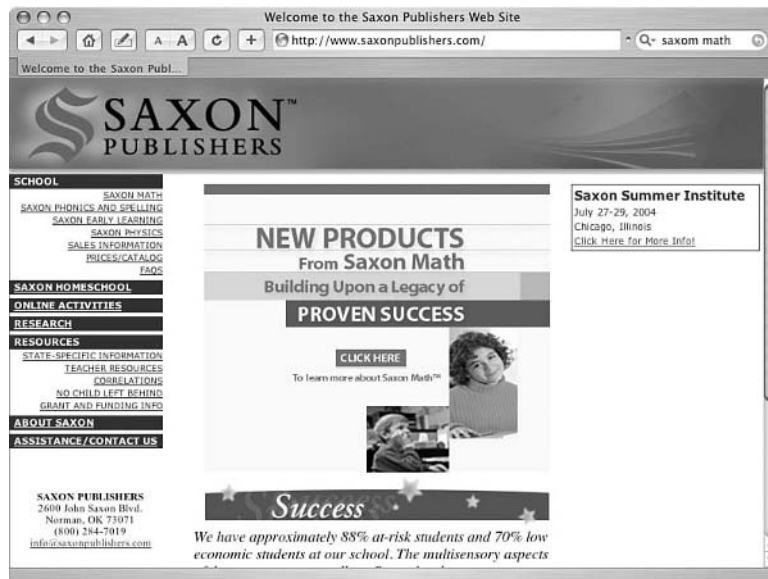 Welcome to the Saxon Publishers Web Site
A A
http://www.saxonpublishers.com/
saxom math
Welcome to the Saxon Publ...
SAXON™
PUBLISHERS
SCHOOL
SAXON MATH
SAXON PHONICS AND SPELLING
SAXON EARLY LEARNING
SAXON PHYSICS
SALES INFORMATION
PRICES/CATALOG
FAQS
SAXON HOMESCHOOL
ONLINE ACTIVITIES
RESEARCH
RESOURCES
STATE-SPECIFIC INFORMATION
TEACHER RESOURCES
CORRELATIONS
NO CHILD LEFT BEHIND
GRANT AND FUNDING INFO
ABOUT SAXON
ASSISTANCE/CONTACT US
SAXON PUBLISHERS
2600 John Saxon Blvd.
Norman, OK 73071
(800) 284-7019
info@saxonpublishers.com
NEW PRODUCTS
From Saxon Math
Building Upon a Legacy of
PROVEN SUCCESS
CLICK HERE
To learn more about Saxon Math™
Success
We have approximately 88% at-risk students and 70% low
economic students at our school. The multisensory aspects
Saxon Summer Institute
July 27-29, 2004
Chicago, Illinois
Click Here for More Info!